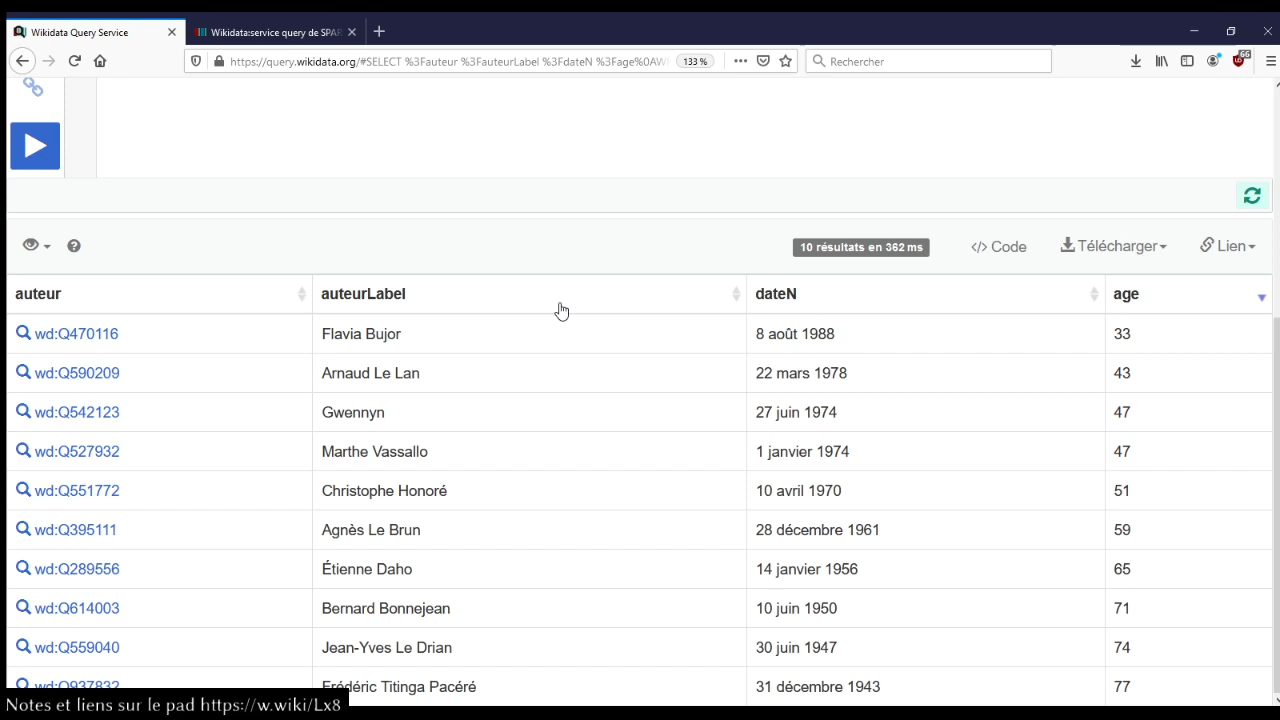 Wikidata Query Service
Wikidata:service query de SPAR
https://query.wikidata.org/#SELECT %3Fauteur %3FauteurLabel %3FdateN %3Fage%0AW
133 %
Rechercher
66
10 résultats en 362 ms
</> Code
Télécharger
Lien
auteur auteurLabel dateN age
wd:Q470116 Flavia Bujor 8 août 1988 33
wd:Q590209 Arnaud Le Lan 22 mars 1978 43
wd:Q542123 Gwennyn 27 juin 1974 47
wd:Q527932 Marthe Vassallo 1 janvier 1974 47
wd:Q551772 Christophe Honoré 10 avril 1970 51
wd:Q395111 Agnès Le Brun 28 décembre 1961 59
wd:Q289556 Étienne Daho 14 janvier 1956 65
wd:Q614003 Bernard Bonnejean 10 juin 1950 71
wd:Q559040 Jean-Yves Le Drian 30 juin 1947 74
wd:Q937832 Frédéric Titinga Pacéré 31 décembre 1943 77
Notes et liens sur le pad https://w.wiki/Lx8